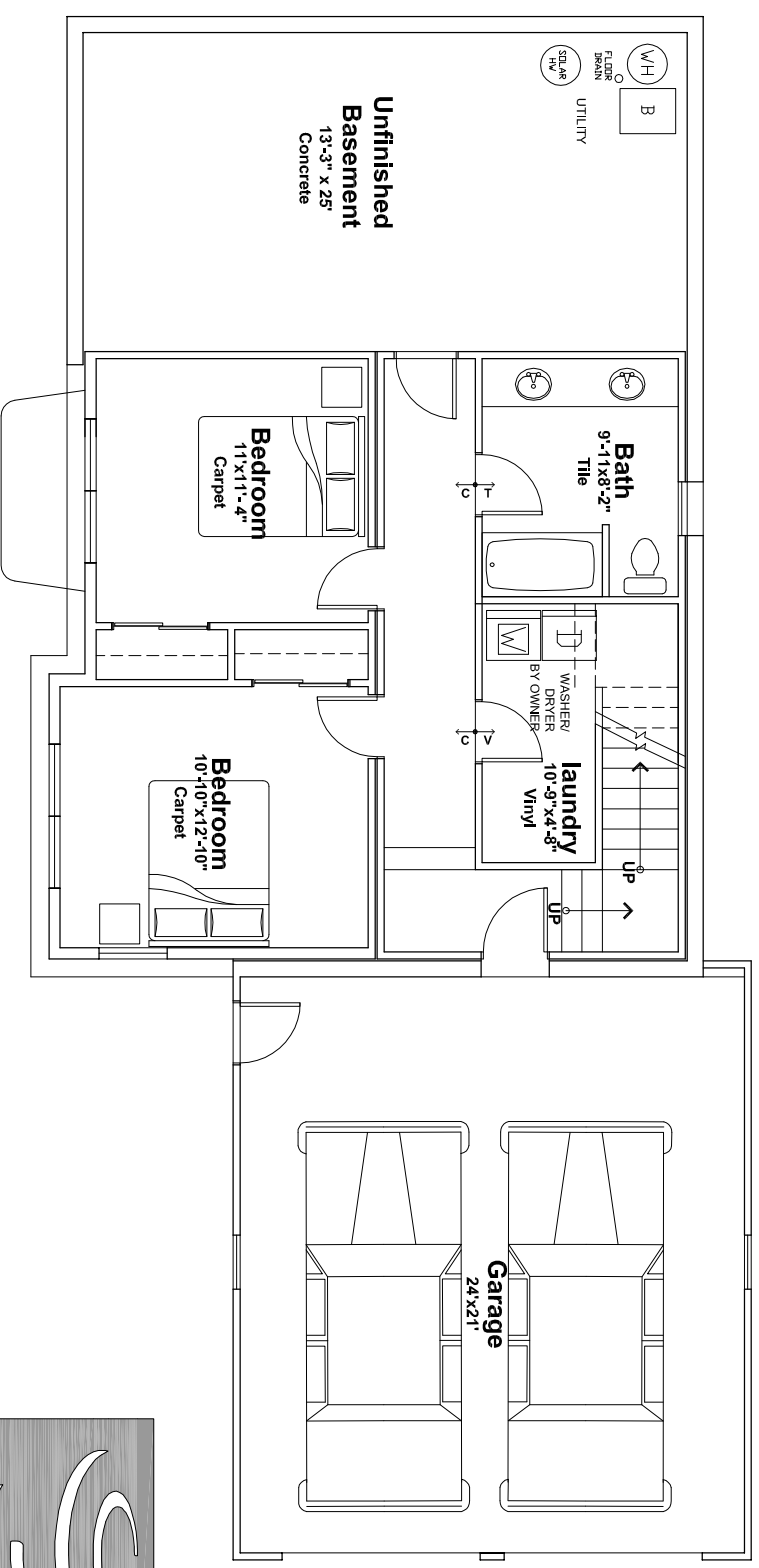 WH
B
FLOOR
DRAIN
SOLAR
HW
UTILITY
Unfinished
Basement
13'-3" x 25'
Concrete
Bath
9'-11x8'-2"
Tile
T
C
Bedroom
11'x11'- 4"
Carpet
W
D
WASHER/
DRYER
BY OWNER
laundry
10'-9"x4'-8"
Vinyl
V
C
UP
UP
Bedroom
10'-10"x12'-10"
Carpet
Garage
24'x21'